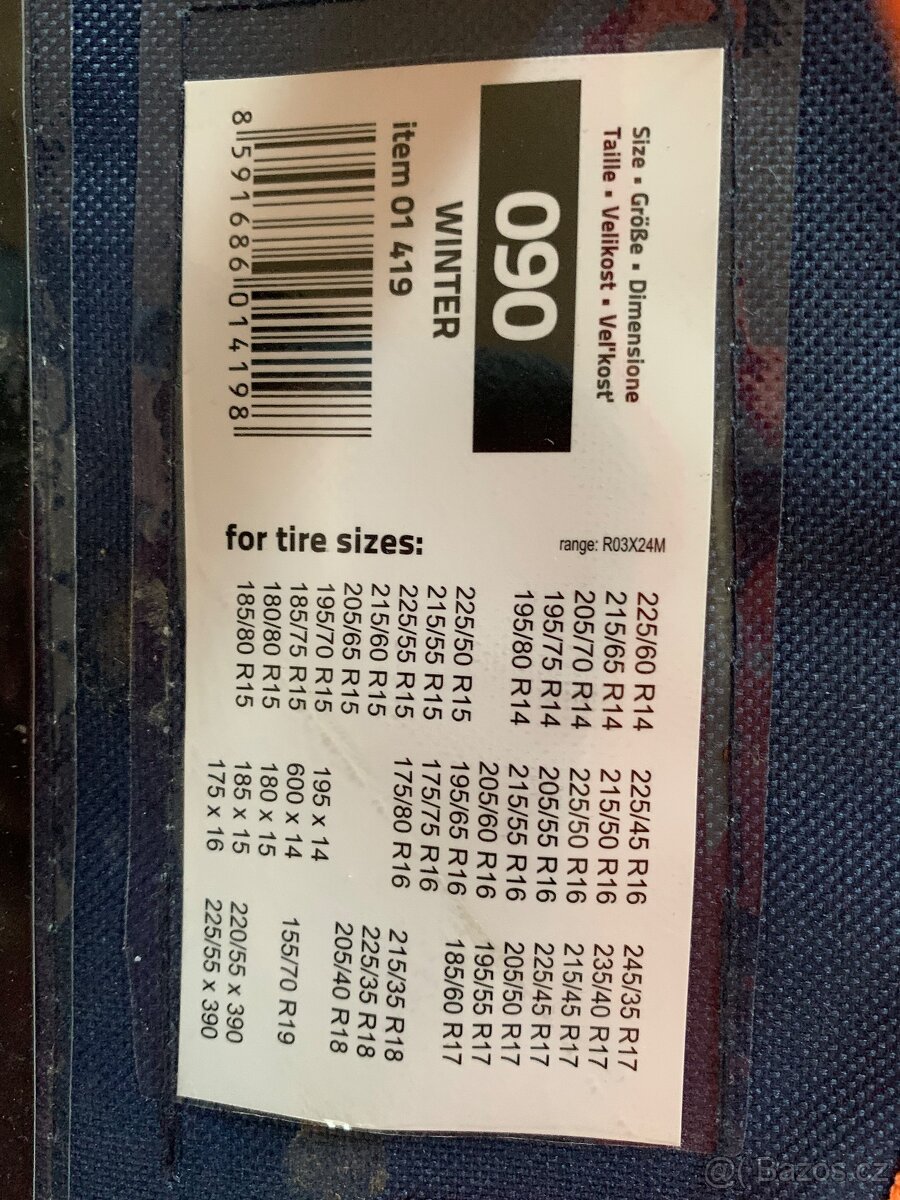 Size ▪ Größe ▪ Dimensione
Taille ▪ Velikost ▪ Vel'kost'
090
WINTER
item 01 419
8 591686 014198
range: R03X24M
for tire sizes:
225/60 R14
215/65 R14
205/70 R14
195/75 R14
195/80 R14
225/50 R15
215/55 R15
225/55 R15
215/60 R15
205/65 R15
195/70 R15
185/75 R15
180/80 R15
185/80 R15
225/45 R16
215/50 R16
225/50 R16
205/55 R16
215/55 R16
205/60 R16
195/65 R16
175/75 R16
175/80 R16
195 x 14
600 x 14
180 x 15
185 x 15
175 x 16
245/35 R17
235/40 R17
215/45 R17
225/45 R17
205/50 R17
195/55 R17
185/60 R17
215/35 R18
225/35 R18
205/40 R18
155/70 R19
220/55 x 390
225/55 x 390
@ Bazos.cz